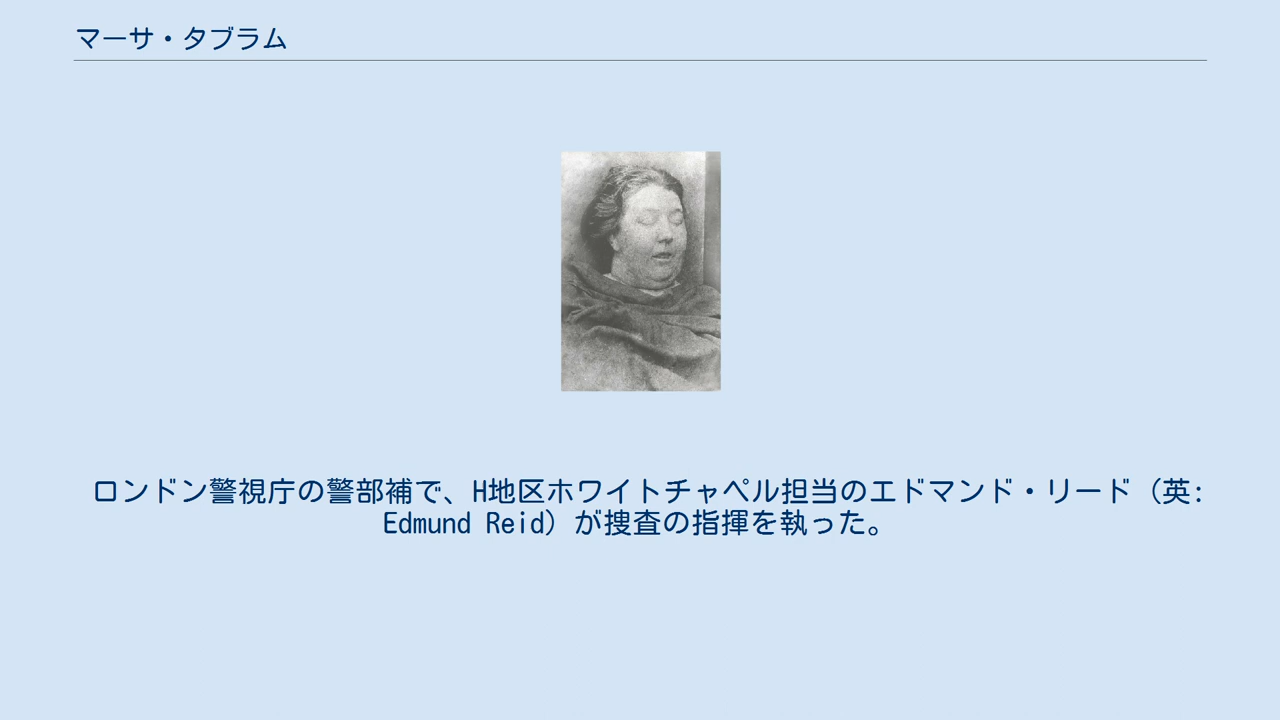 マーサ・タブラム
ロンドン警視庁の警部補で、H地区ホワイトチャペル担当のエドマンド・リード（英:
Edmund Reid）が捜査の指揮を執った。